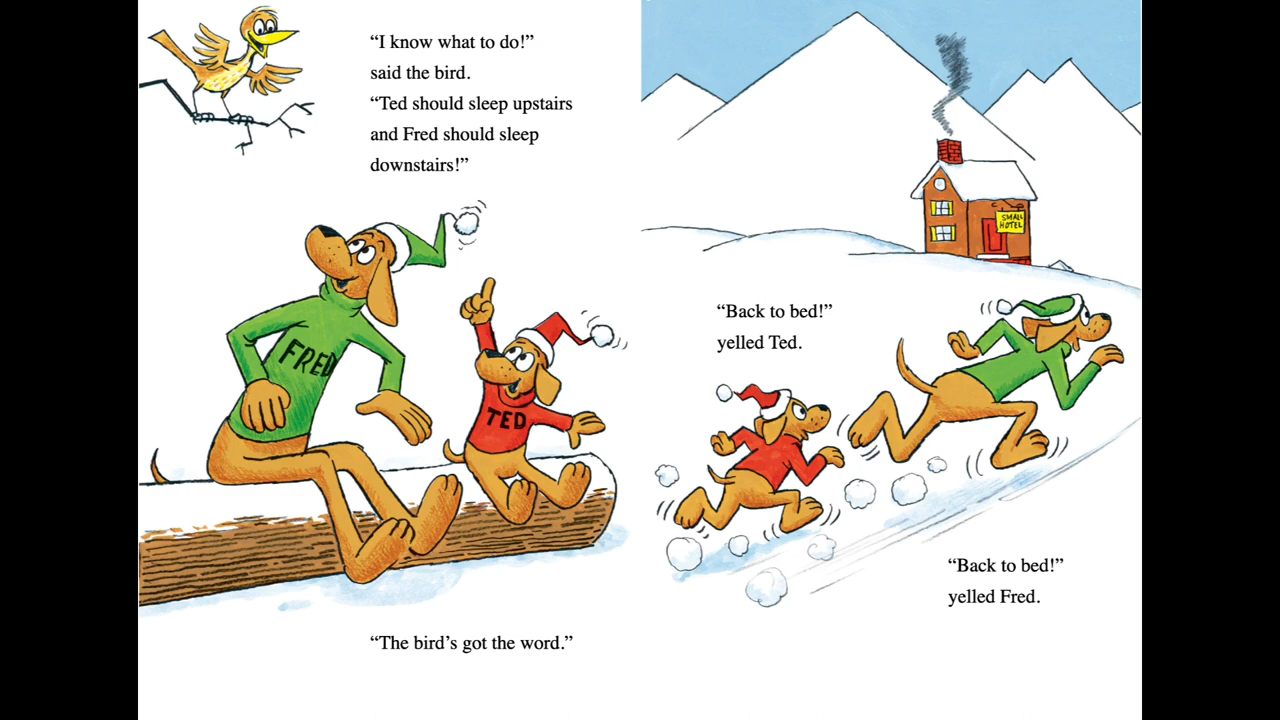 “I know what to do!”
said the bird.
“Ted should sleep upstairs
and Fred should sleep
downstairs!”
FRED
TED
“The bird’s got the word.”
SMALL
HOTEL
“Back to bed!”
yelled Ted.
“Back to bed!”
yelled Fred.